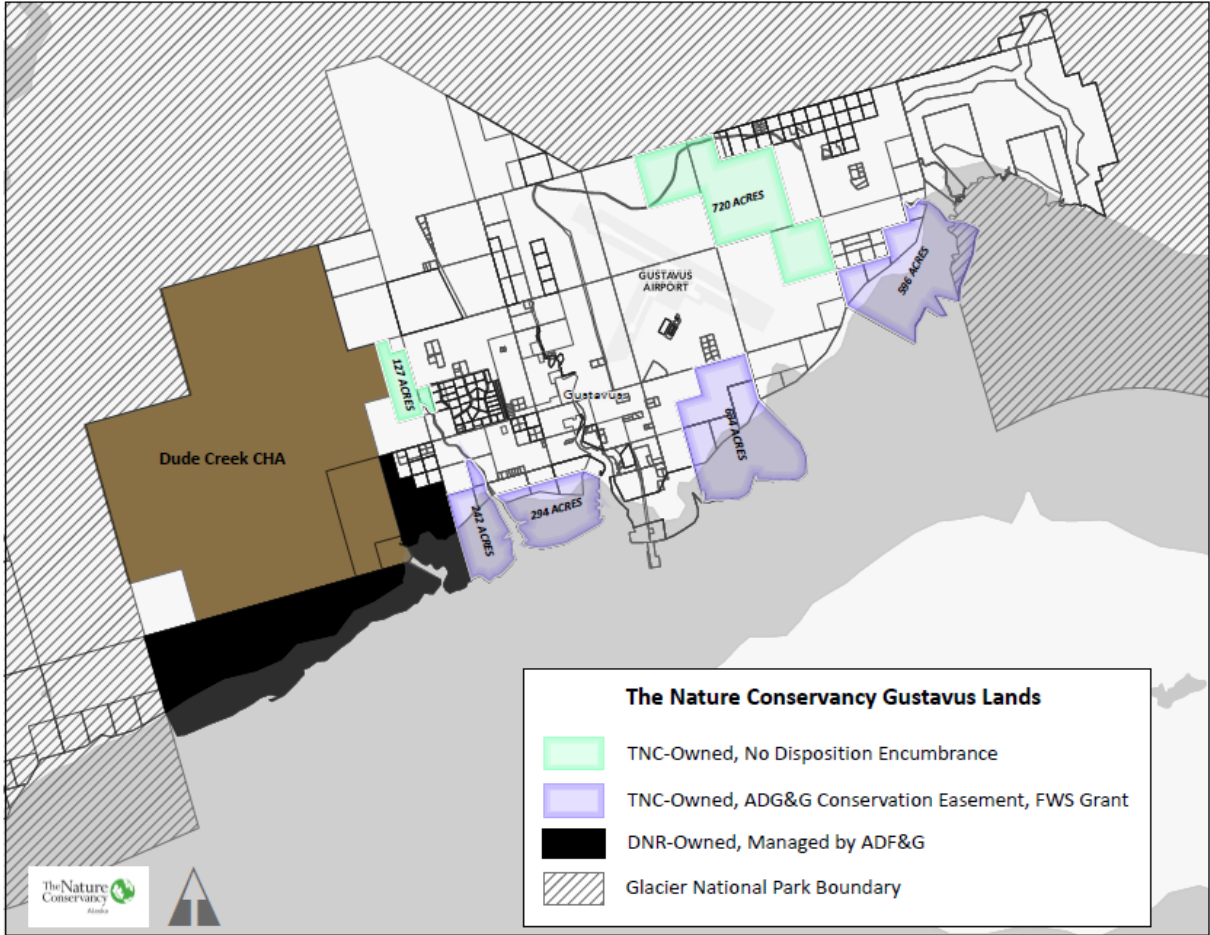 720 ACRES
596 ACRES
GUSTAVUS
AIRPORT
127 ACRES
Gustavus
Dude Creek CHA
242 ACRES
294 ACRES
The Nature Conservancy Gustavus Lands
TNC-Owned, No Disposition Encumbrance
TNC-Owned, ADG&G Conservation Easement, FWS Grant
DNR-Owned, Managed by ADF&G
Glacier National Park Boundary
The Nature
Conservancy
Alaska